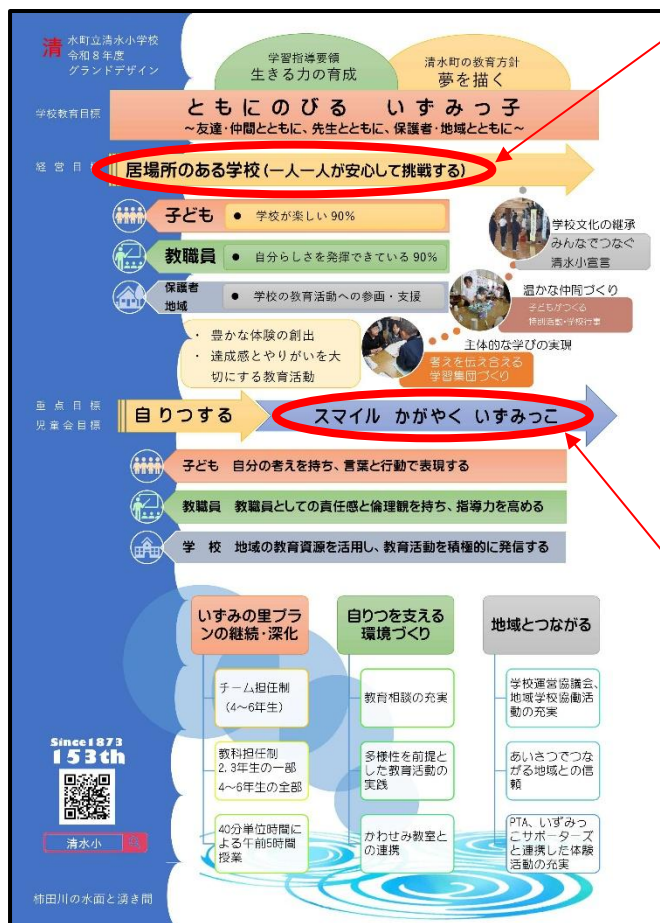 清水町立清水小学校
令和8年度
グランドデザイン
学習指導要領
生きる力の育成
清水町の教育方針
夢を描く
学校教育目標
ともにのびる いずみっ子
～友達・仲間とともに、先生とともに、保護者・地域とともに～
経営目標
居場所のある学校(一人一人が安心して挑戦する)
子ども
● 学校が楽しい 90%
教職員
● 自分らしさを発揮できている 90%
保護者
地域
● 学校の教育活動への参画・支援
学校文化の継承
みんなでつなぐ
清水小宣言
温かな仲間づくり
子どもがつくる
特別活動・学校行事
主体的な学びの実現
考えを伝え合える
学習集団づくり
・ 豊かな体験の創出
・ 達成感とやりがいを大
切にする教育活動
重点目標
児童会目標
自りつする
スマイル かがやく いずみっこ
子ども 自分の考えを持ち、言葉と行動で表現する
教職員 教職員としての責任感と倫理観を持ち、指導力を高める
学 校 地域の教育資源を活用し、教育活動を積極的に発信する
いずみの里プラ
ンの継続・深化
チーム担任制
(4～6年生)
教科担任制
2,3年生の一部
4～6年生の全部
40分単位時間に
よる午前5時間
授業
自りつを支える
環境づくり
教育相談の充実
多様性を前提と
した教育活動の
実践
かわせみ教室と
の連携
地域とつながる
学校運営協議会、
地域学校協働活
動の充実
あいさつでつな
がる地域との信
頼
PTA、いずみっ
こサポーターズ
と連携した体験
活動の充実
Since1873
153th
清水小
柿田川の水面と湧き間